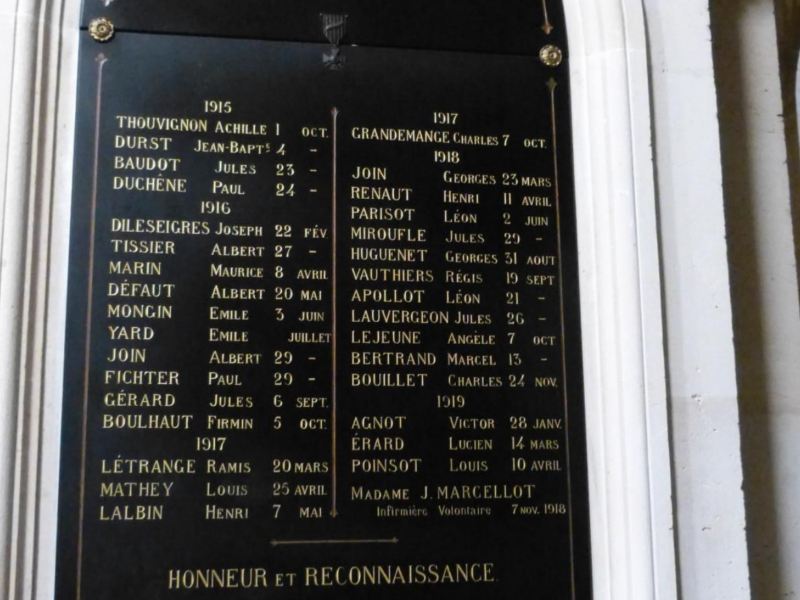 1915
THOUVIGNON ACHILLE 1 OCT.
DURST JEAN-BAPTE 4 -
BAUDOT JULES 23 -
DUCHÊNE PAUL 24 -
1916
DILESEIGRES JOSEPH 22 FÉV.
TISSIER ALBERT 27 -
MARIN MAURICE 8 AVRIL
DÉFAUT ALBERT 20 MAI
MONGIN EMILE 3 JUIN
YARD EMILE JUILLET
JOIN ALBERT 29 -
FICHTER PAUL 29 -
GÉRARD JULES 6 SEPT.
BOULHAUT FIRMIN 5 OCT.
1917
LÉTRANGE RAMIS 20 MARS
MATHEY LOUIS 25 AVRIL
LALBIN HENRI 7 MAI
1917
GRANDEMANGE CHARLES 7 OCT.
1918
JOIN GEORGES 23 MARS
RENAUT HENRI 11 AVRIL
PARISOT LÉON 2 JUIN
MIROUFLE JULES 29 -
HUGUENET GEORGES 31 AOUT
VAUTHIERS RÉGIS 19 SEPT
APOLLOT LÉON 21 -
LAUVERGEON JULES 26 -
LEJEUNE ANGÈLE 7 OCT
BERTRAND MARCEL 13 -
BOUILLET CHARLES 24 NOV.
1919
AGNOT VICTOR 28 JANV.
ÉRARD LUCIEN 14 MARS
POINSOT LOUIS 10 AVRIL
MADAME J. MARCELLOT
Infirmière Volontaire 7 NOV. 1918
HONNEUR ET RECONNAISSANCE